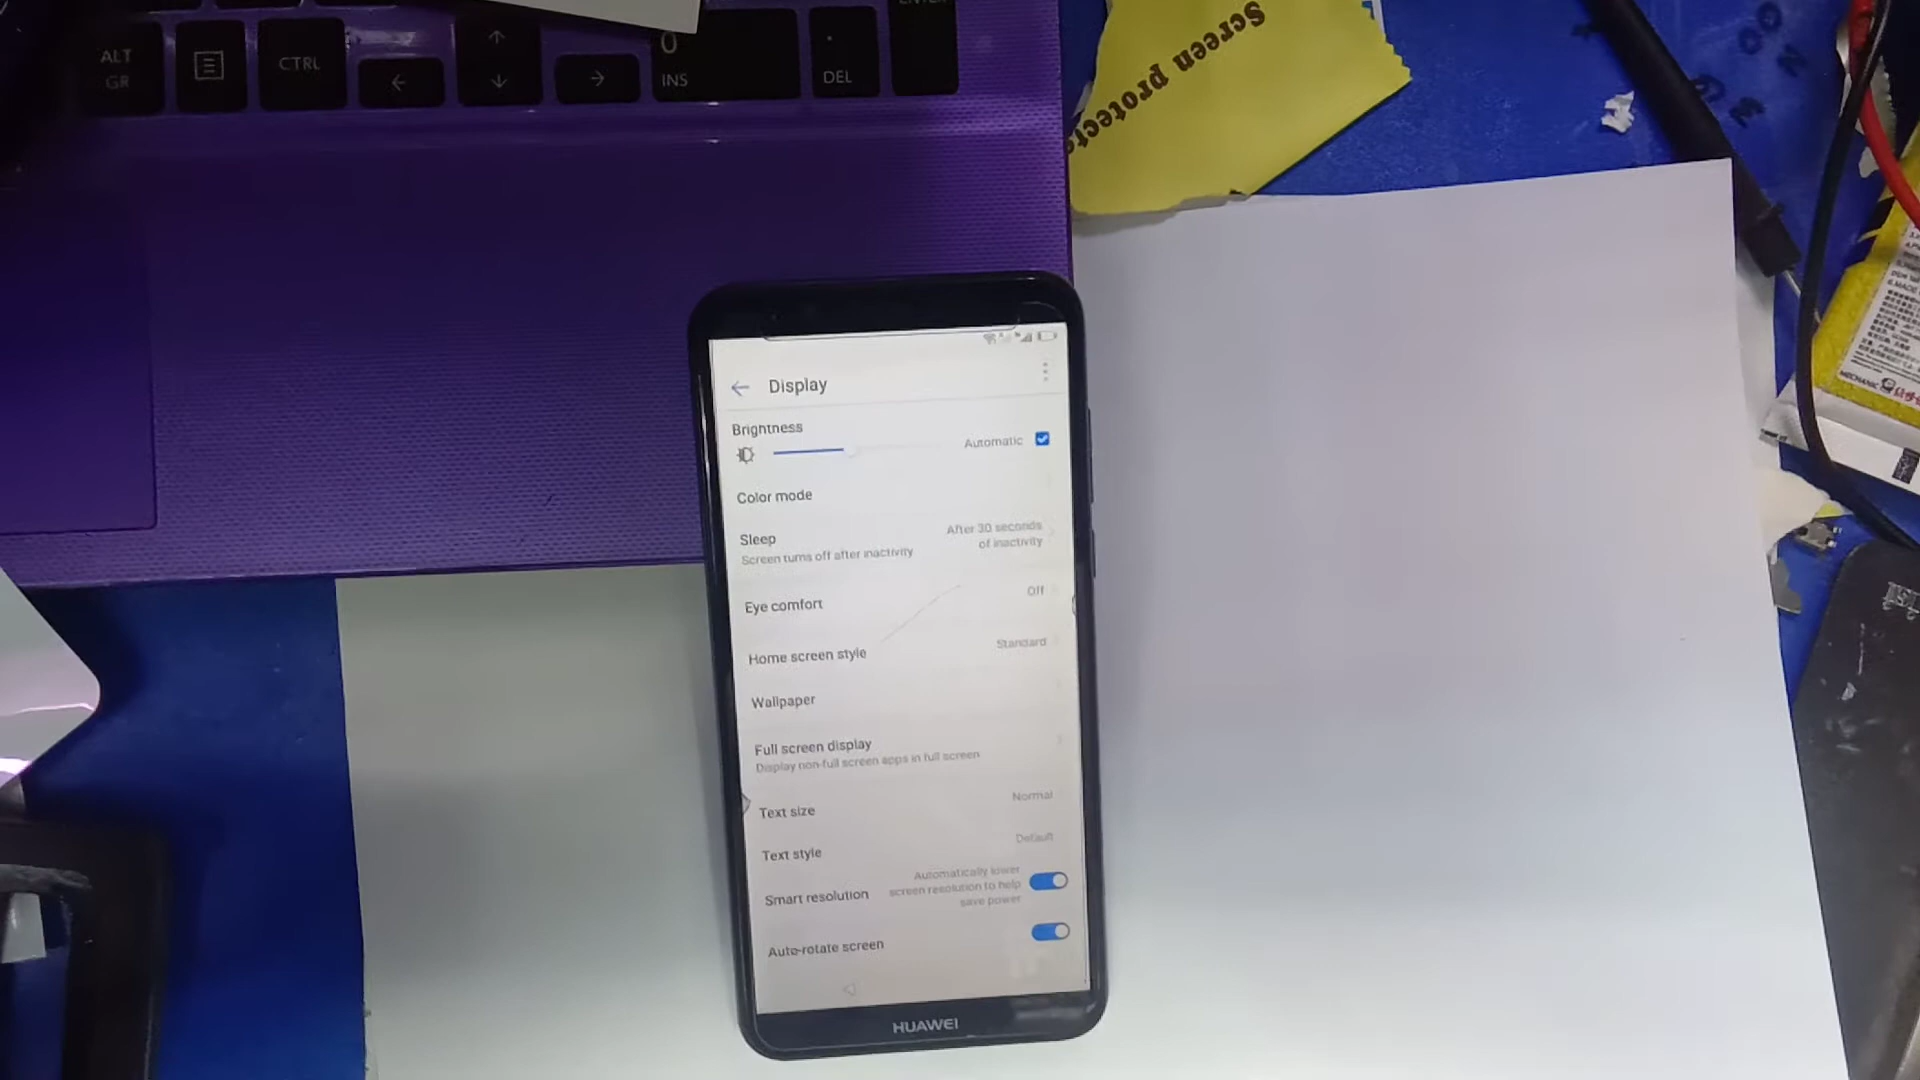 ENTER
ALT
GR
CTRL
0
INS
.
DEL
Screen protect
Display
Brightness
Automatic
Color mode
Sleep
Screen turns off after inactivity
After 30 seconds
of inactivity
Eye comfort
Off
Home screen style
Standard
Wallpaper
Full screen display
Display non-full screen apps in full screen
Text size
Normal
Text style
Default
Smart resolution
Automatically lower
screen resolution to help
save power
Auto-rotate screen
HUAWEI
MECHANIC